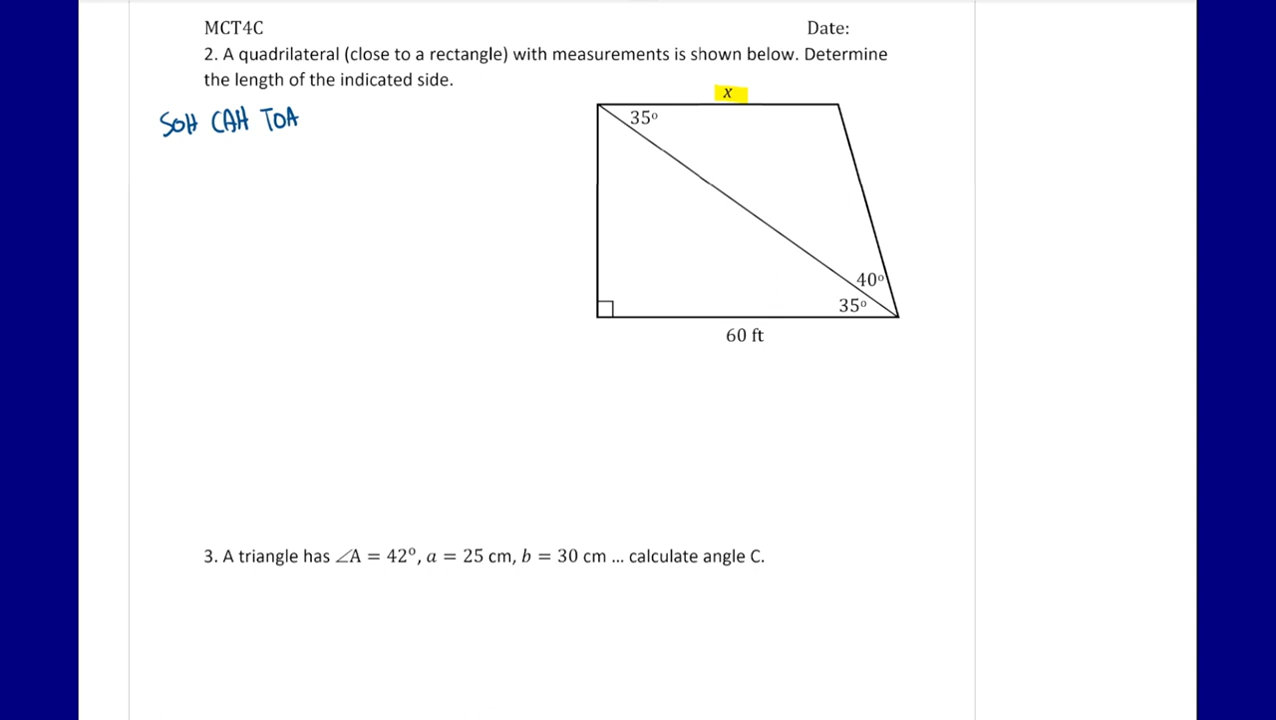 MCT4C Date:
2. A quadrilateral (close to a rectangle) with measurements is shown below. Determine
the length of the indicated side.
SOH CAH TOA
x
35°
40°
35°
60 ft
3. A triangle has ∠A = 42°, a = 25 cm, b = 30 cm ... calculate angle C.